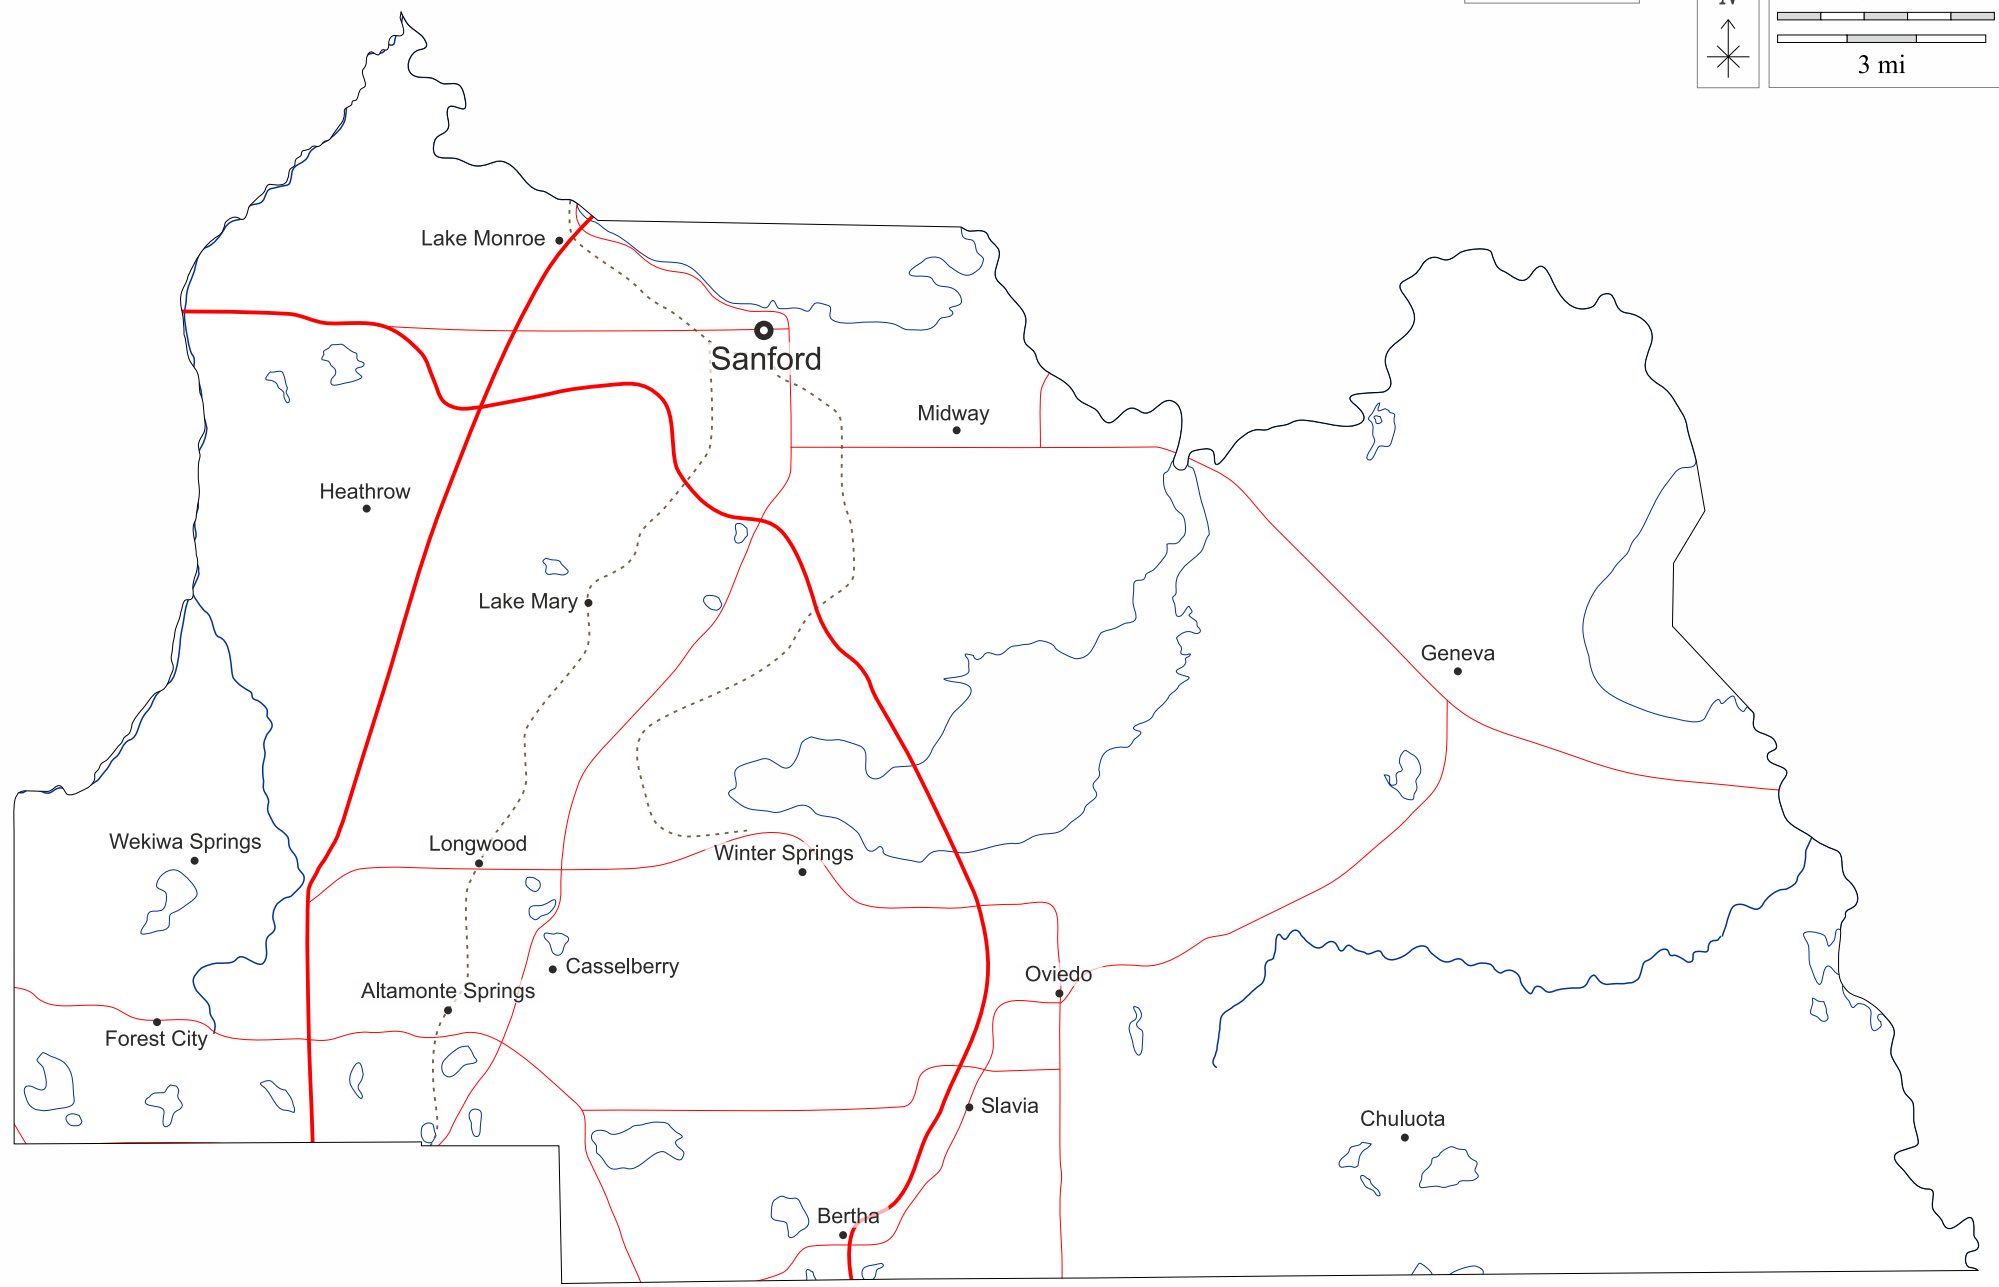 N
3 mi
Lake Monroe
Sanford
Midway
Heathrow
Lake Mary
Geneva
Wekiwa Springs
Longwood
Winter Springs
Casselberry
Oviedo
Altamonte Springs
Forest City
Slavia
Chuluota
Bertha